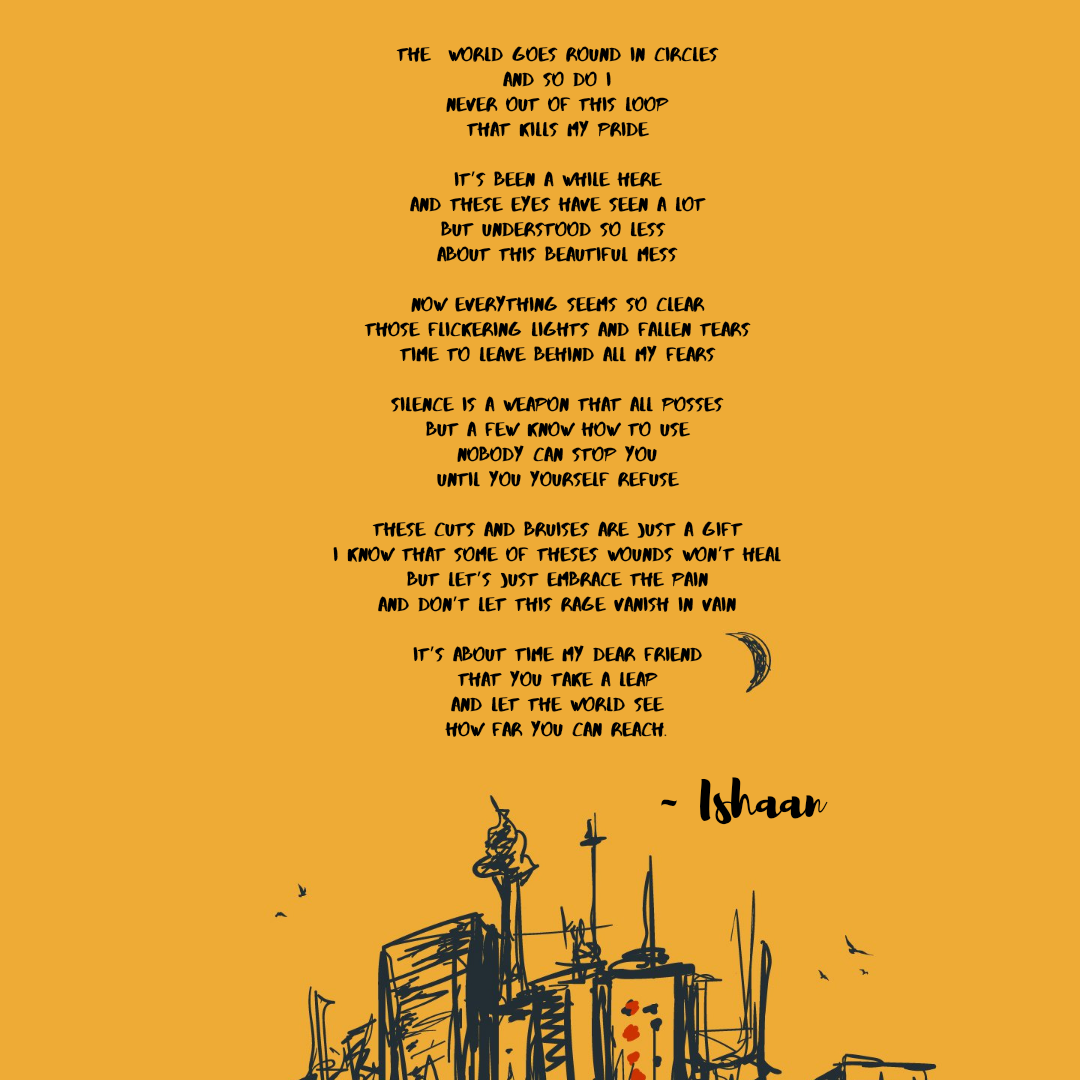 THE WORLD GOES ROUND IN CIRCLES
AND SO DO I
NEVER OUT OF THIS LOOP
THAT KILLS MY PRIDE
IT'S BEEN A WHILE HERE
AND THESE EYES HAVE SEEN A LOT
BUT UNDERSTOOD SO LESS
ABOUT THIS BEAUTIFUL MESS
NOW EVERYTHING SEEMS SO CLEAR
THOSE FLICKERING LIGHTS AND FALLEN TEARS
TIME TO LEAVE BEHIND ALL MY FEARS
SILENCE IS A WEAPON THAT ALL POSSES
BUT A FEW KNOW HOW TO USE
NOBODY CAN STOP YOU
UNTIL YOU YOURSELF REFUSE
THESE CUTS AND BRUISES ARE JUST A GIFT
I KNOW THAT SOME OF THESES WOUNDS WON'T HEAL
BUT LET'S JUST EMBRACE THE PAIN
AND DON'T LET THIS RAGE VANISH IN VAIN
IT'S ABOUT TIME MY DEAR FRIEND
THAT YOU TAKE A LEAP
AND LET THE WORLD SEE
HOW FAR YOU CAN REACH.
~ Ishaan